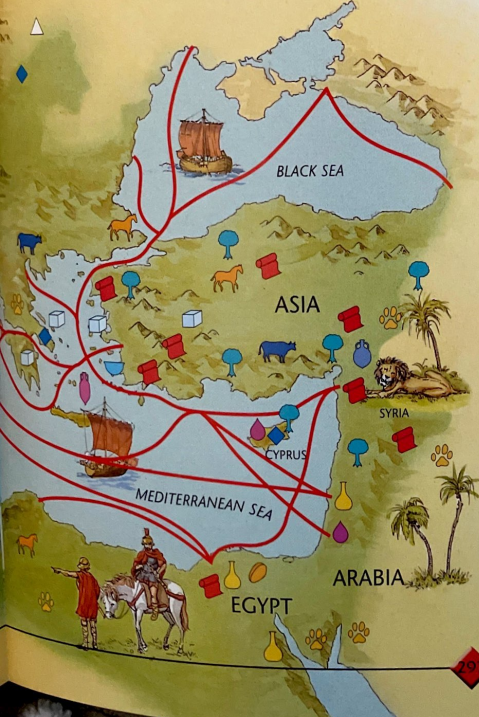 BLACK SEA
ASIA
SYRIA
CYPRUS
MEDITERRANEAN SEA
ARABIA
EGYPT
29